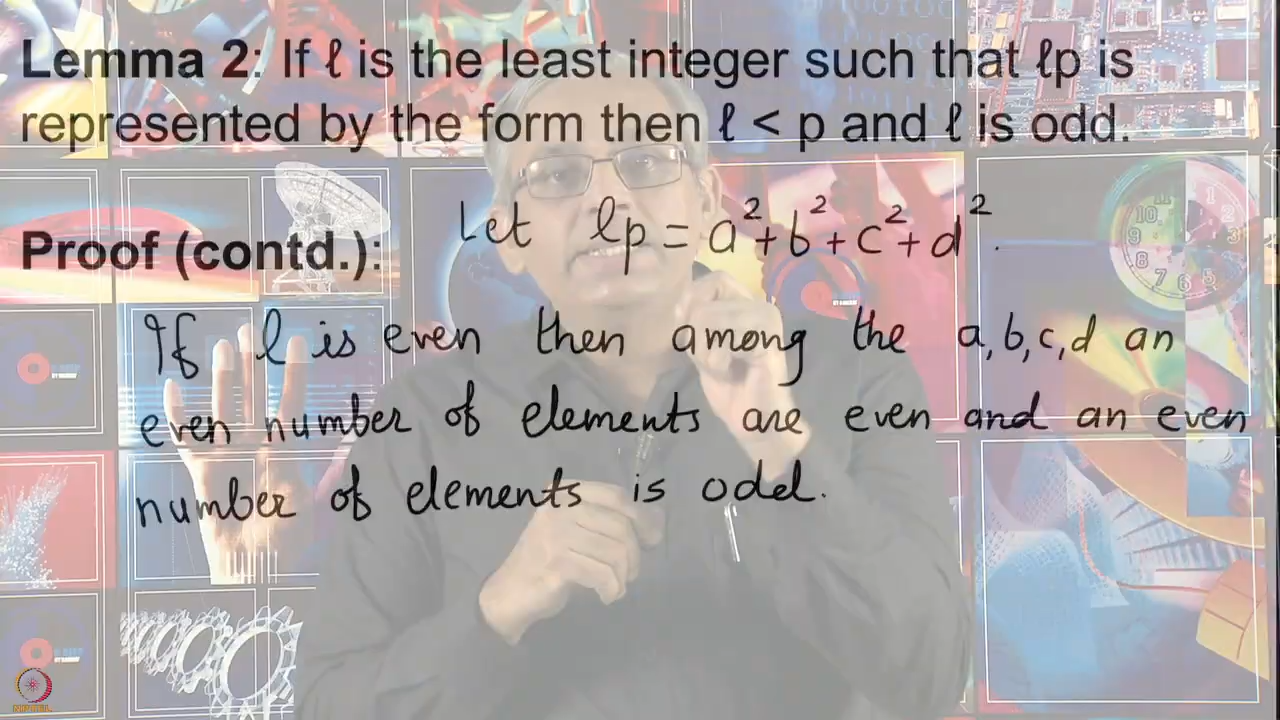 Lemma 2: If ℓ is the least integer such that ℓp is
represented by the form then ℓ < p and ℓ is odd.
Let ℓp = a² + b² + c² + d².
Proof (contd.):
If ℓ is even then among the a, b, c, d an
even number of elements are even and an even
number of elements is odd.